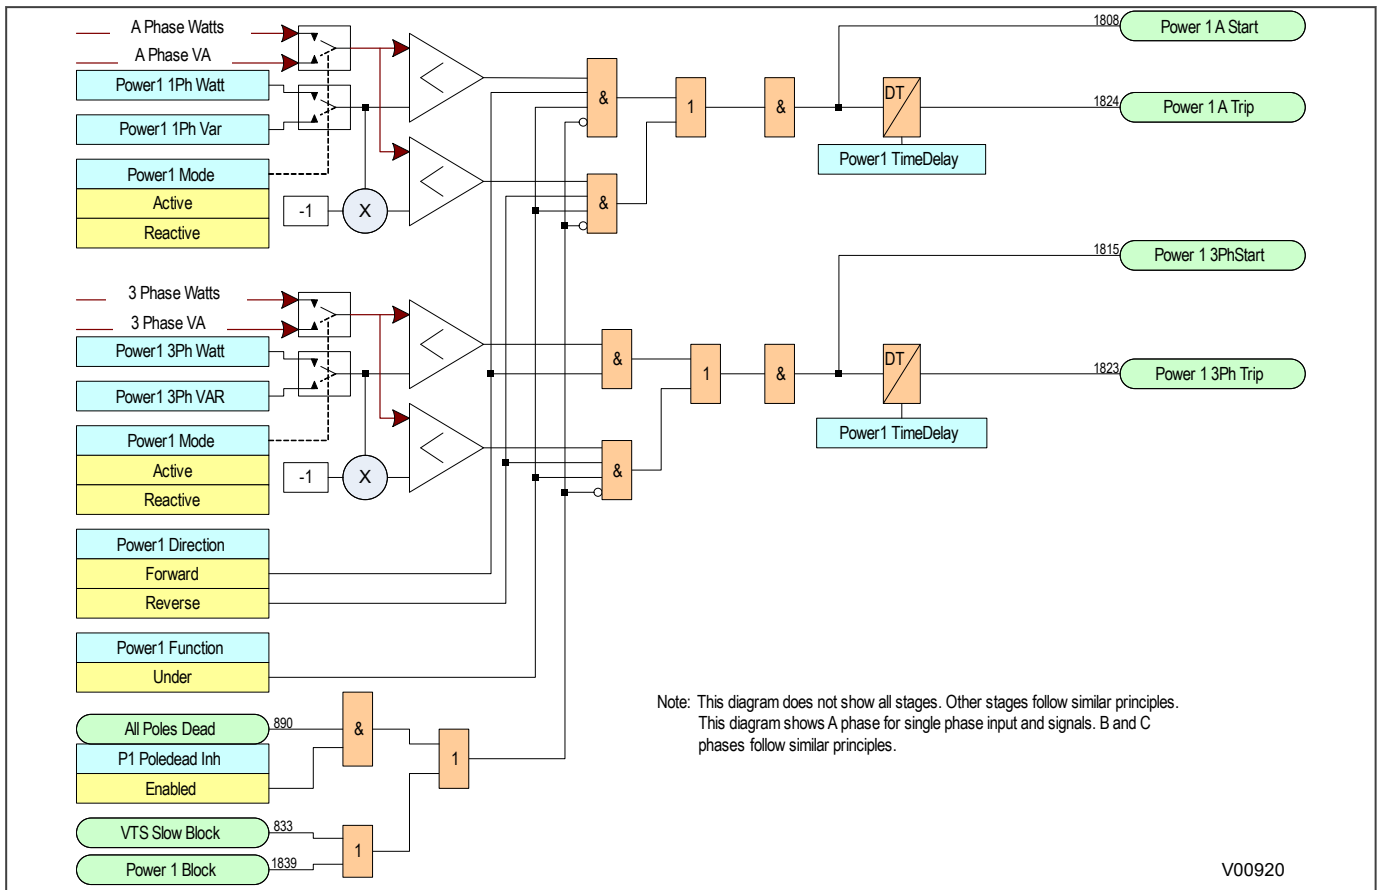 A Phase Watts
A Phase VA
Power1 1Ph Watt
Power1 1Ph Var
Power1 Mode
Active
Reactive
-1
X
&
&
1
&
DT
Power1 TimeDelay
1808
Power 1 A Start
1824
Power 1 A Trip
3 Phase Watts
3 Phase VA
Power1 3Ph Watt
Power1 3Ph VAR
Power1 Mode
Active
Reactive
-1
X
&
&
1
&
DT
Power1 TimeDelay
1815
Power 1 3PhStart
1823
Power 1 3Ph Trip
Power1 Direction
Forward
Reverse
Power1 Function
Under
All Poles Dead
890
P1 Poledead Inh
Enabled
&
1
VTS Slow Block
833
Power 1 Block
1839
1
Note: This diagram does not show all stages. Other stages follow similar principles.
This diagram shows A phase for single phase input and signals. B and C
phases follow similar principles.
V00920